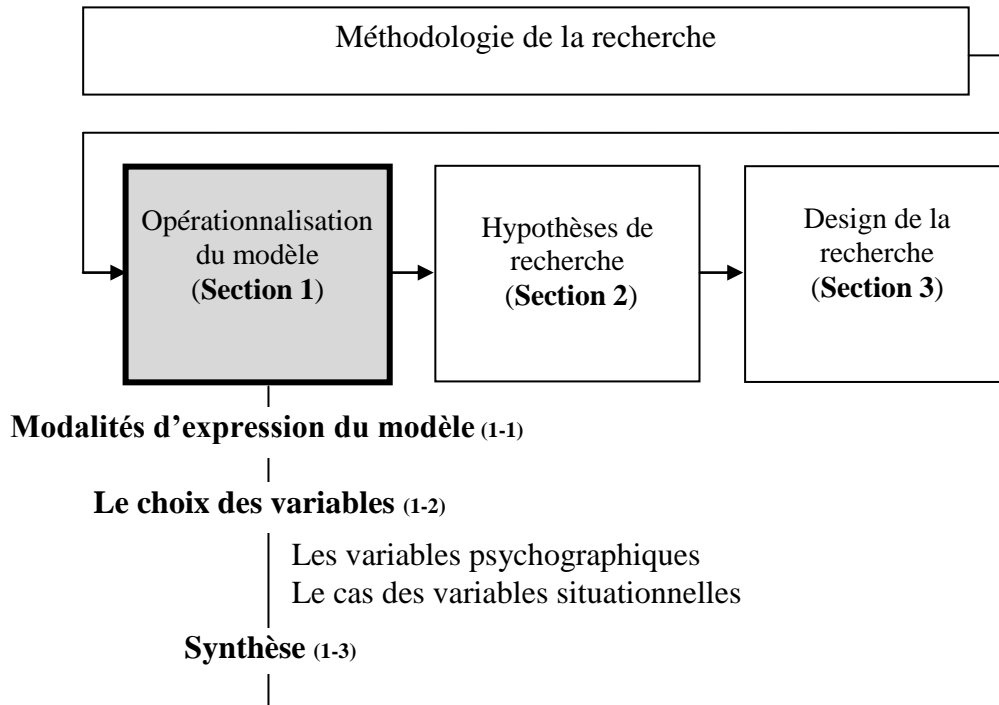 Méthodologie de la recherche
Opérationnalisation
du modèle
(Section 1)
Hypothèses de
recherche
(Section 2)
Design de la
recherche
(Section 3)
Modalités d’expression du modèle (1-1)
Le choix des variables (1-2)
Les variables psychographiques
Le cas des variables situationnelles
Synthèse (1-3)